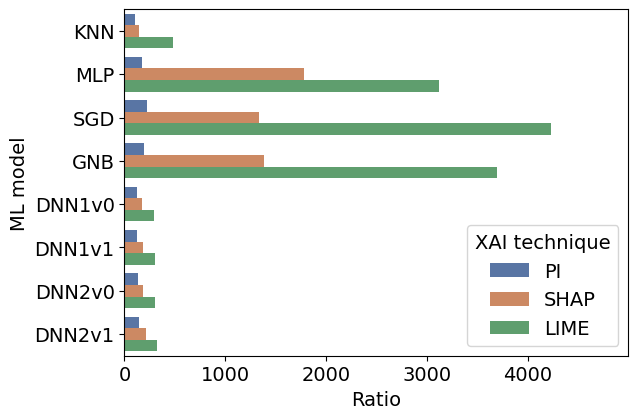 ML model
KNN
MLP
SGD
GNB
DNN1v0
DNN1v1
DNN2v0
DNN2v1
XAI technique
PI
SHAP
LIME
0 1000 2000 3000 4000
Ratio